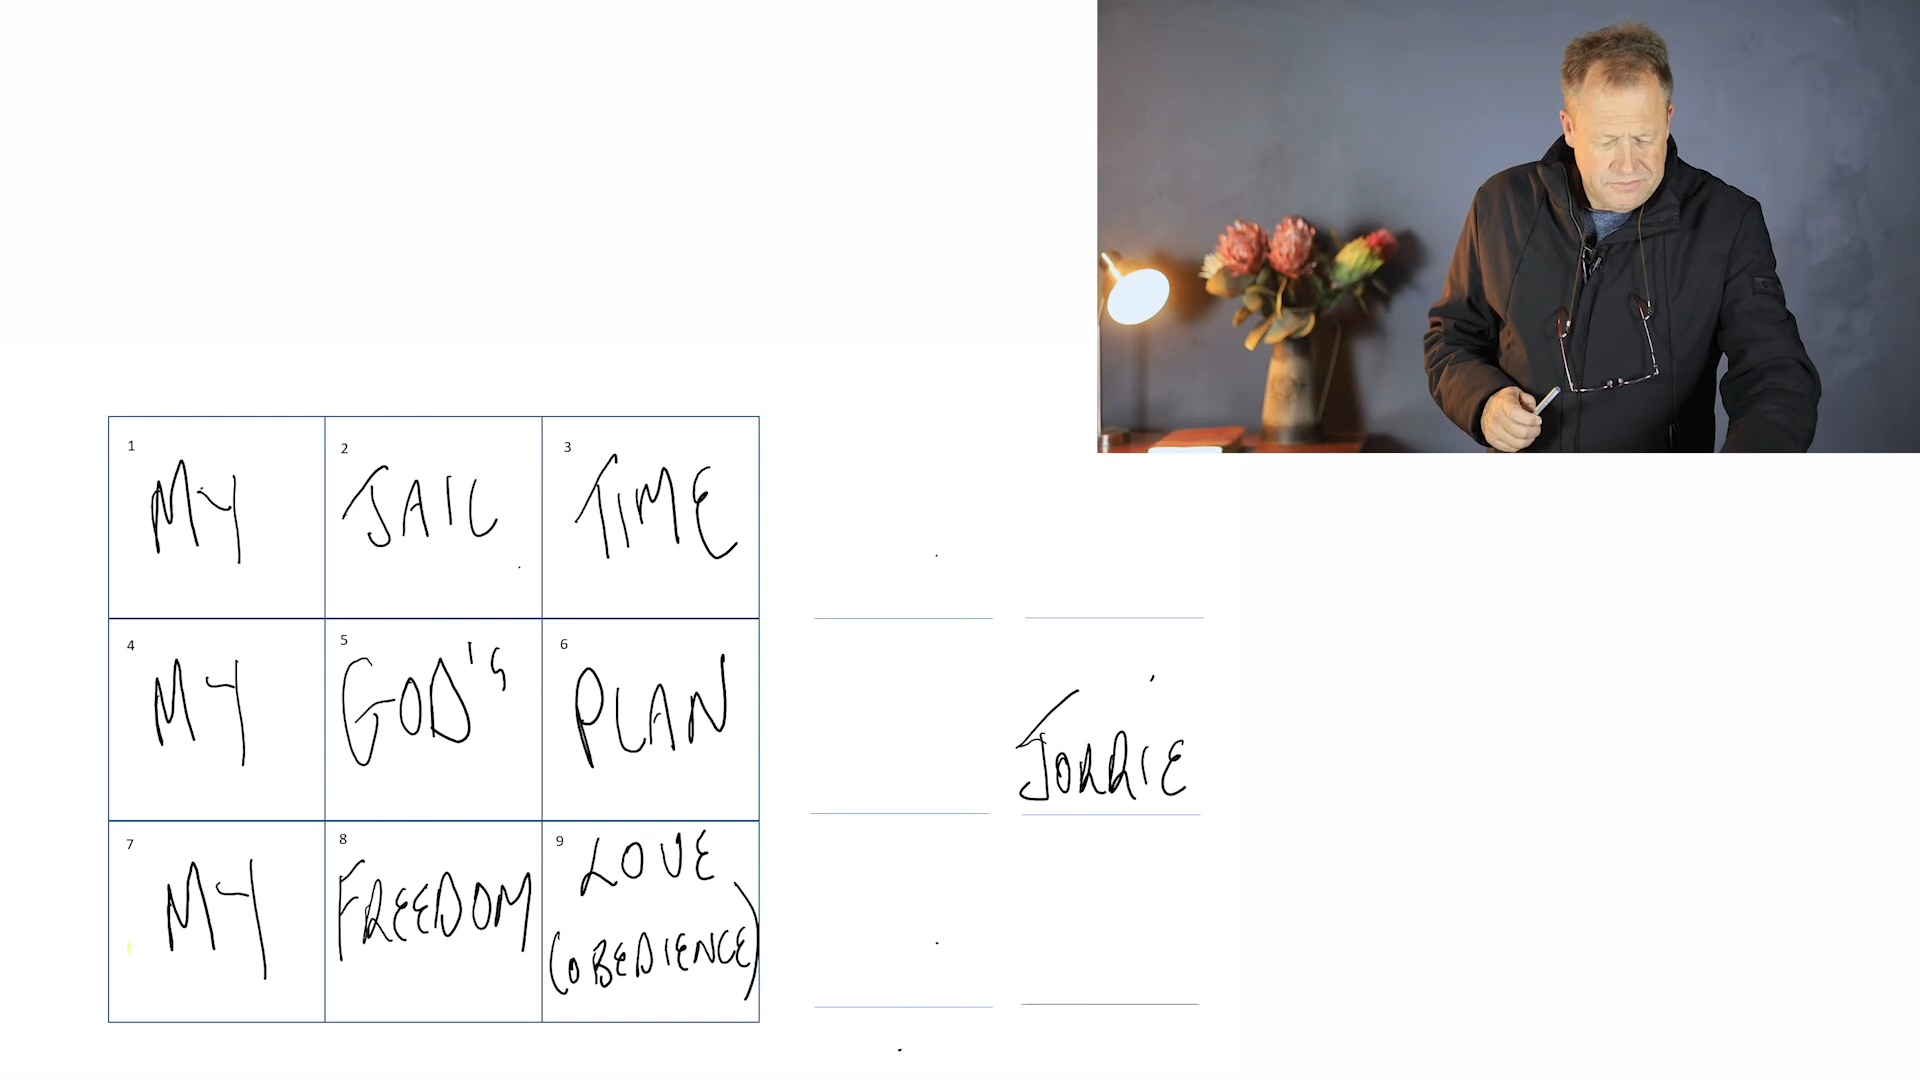 1
MY
2
JAIL
3
TIME
4
MY
5
GOD'S
6
PLAN
JORRIE
7
MY
8
FREEDOM
9
LOVE
(OBEDIENCE)